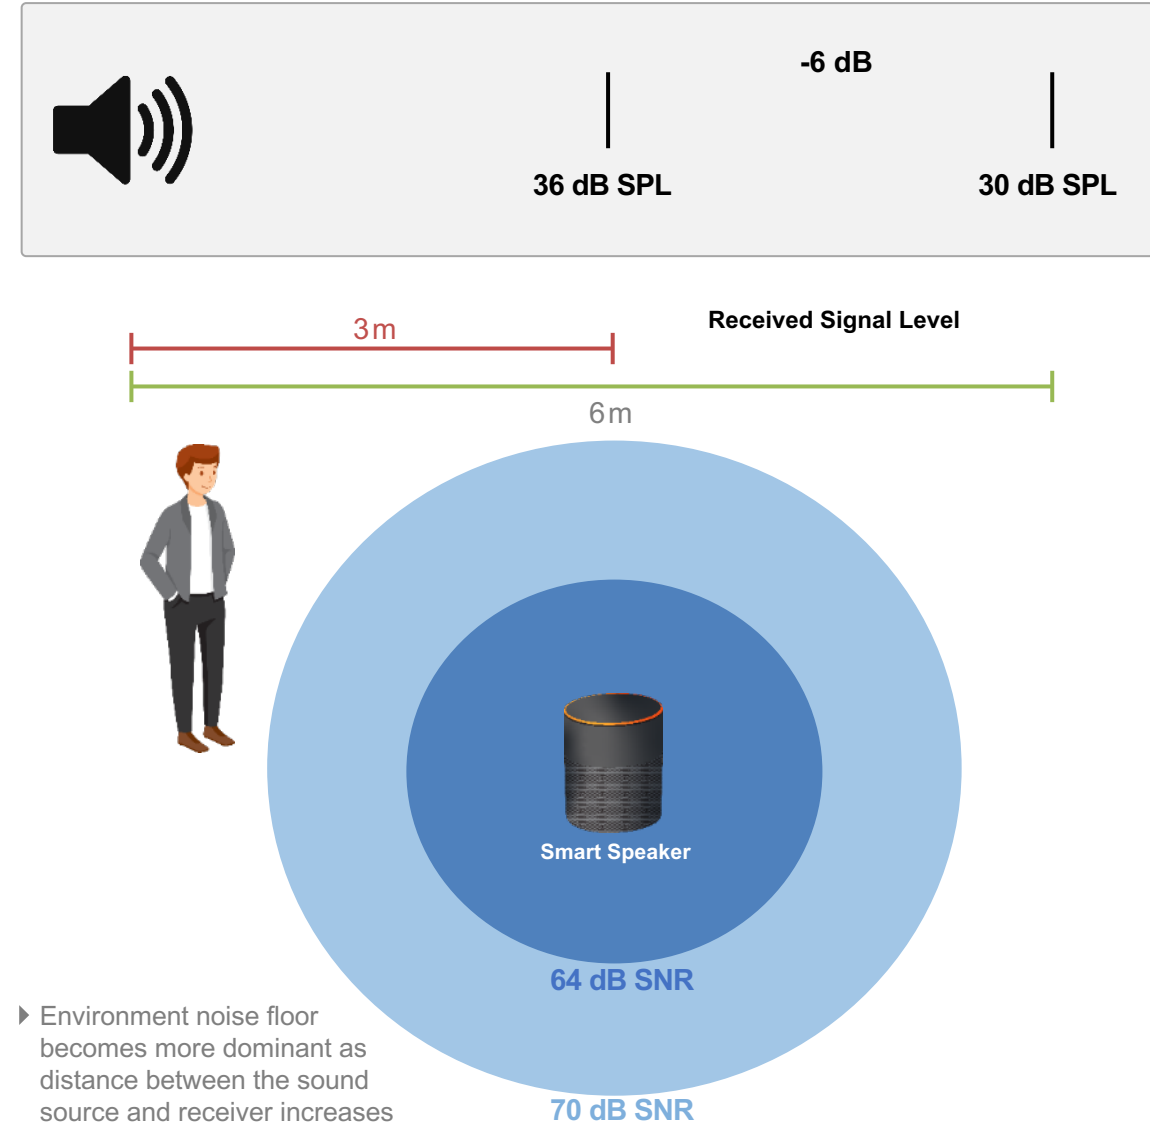 -6 dB
36 dB SPL
30 dB SPL
3m
Received Signal Level
6m
Smart Speaker
64 dB SNR
Environment noise floor
becomes more dominant as
distance between the sound
source and receiver increases
70 dB SNR